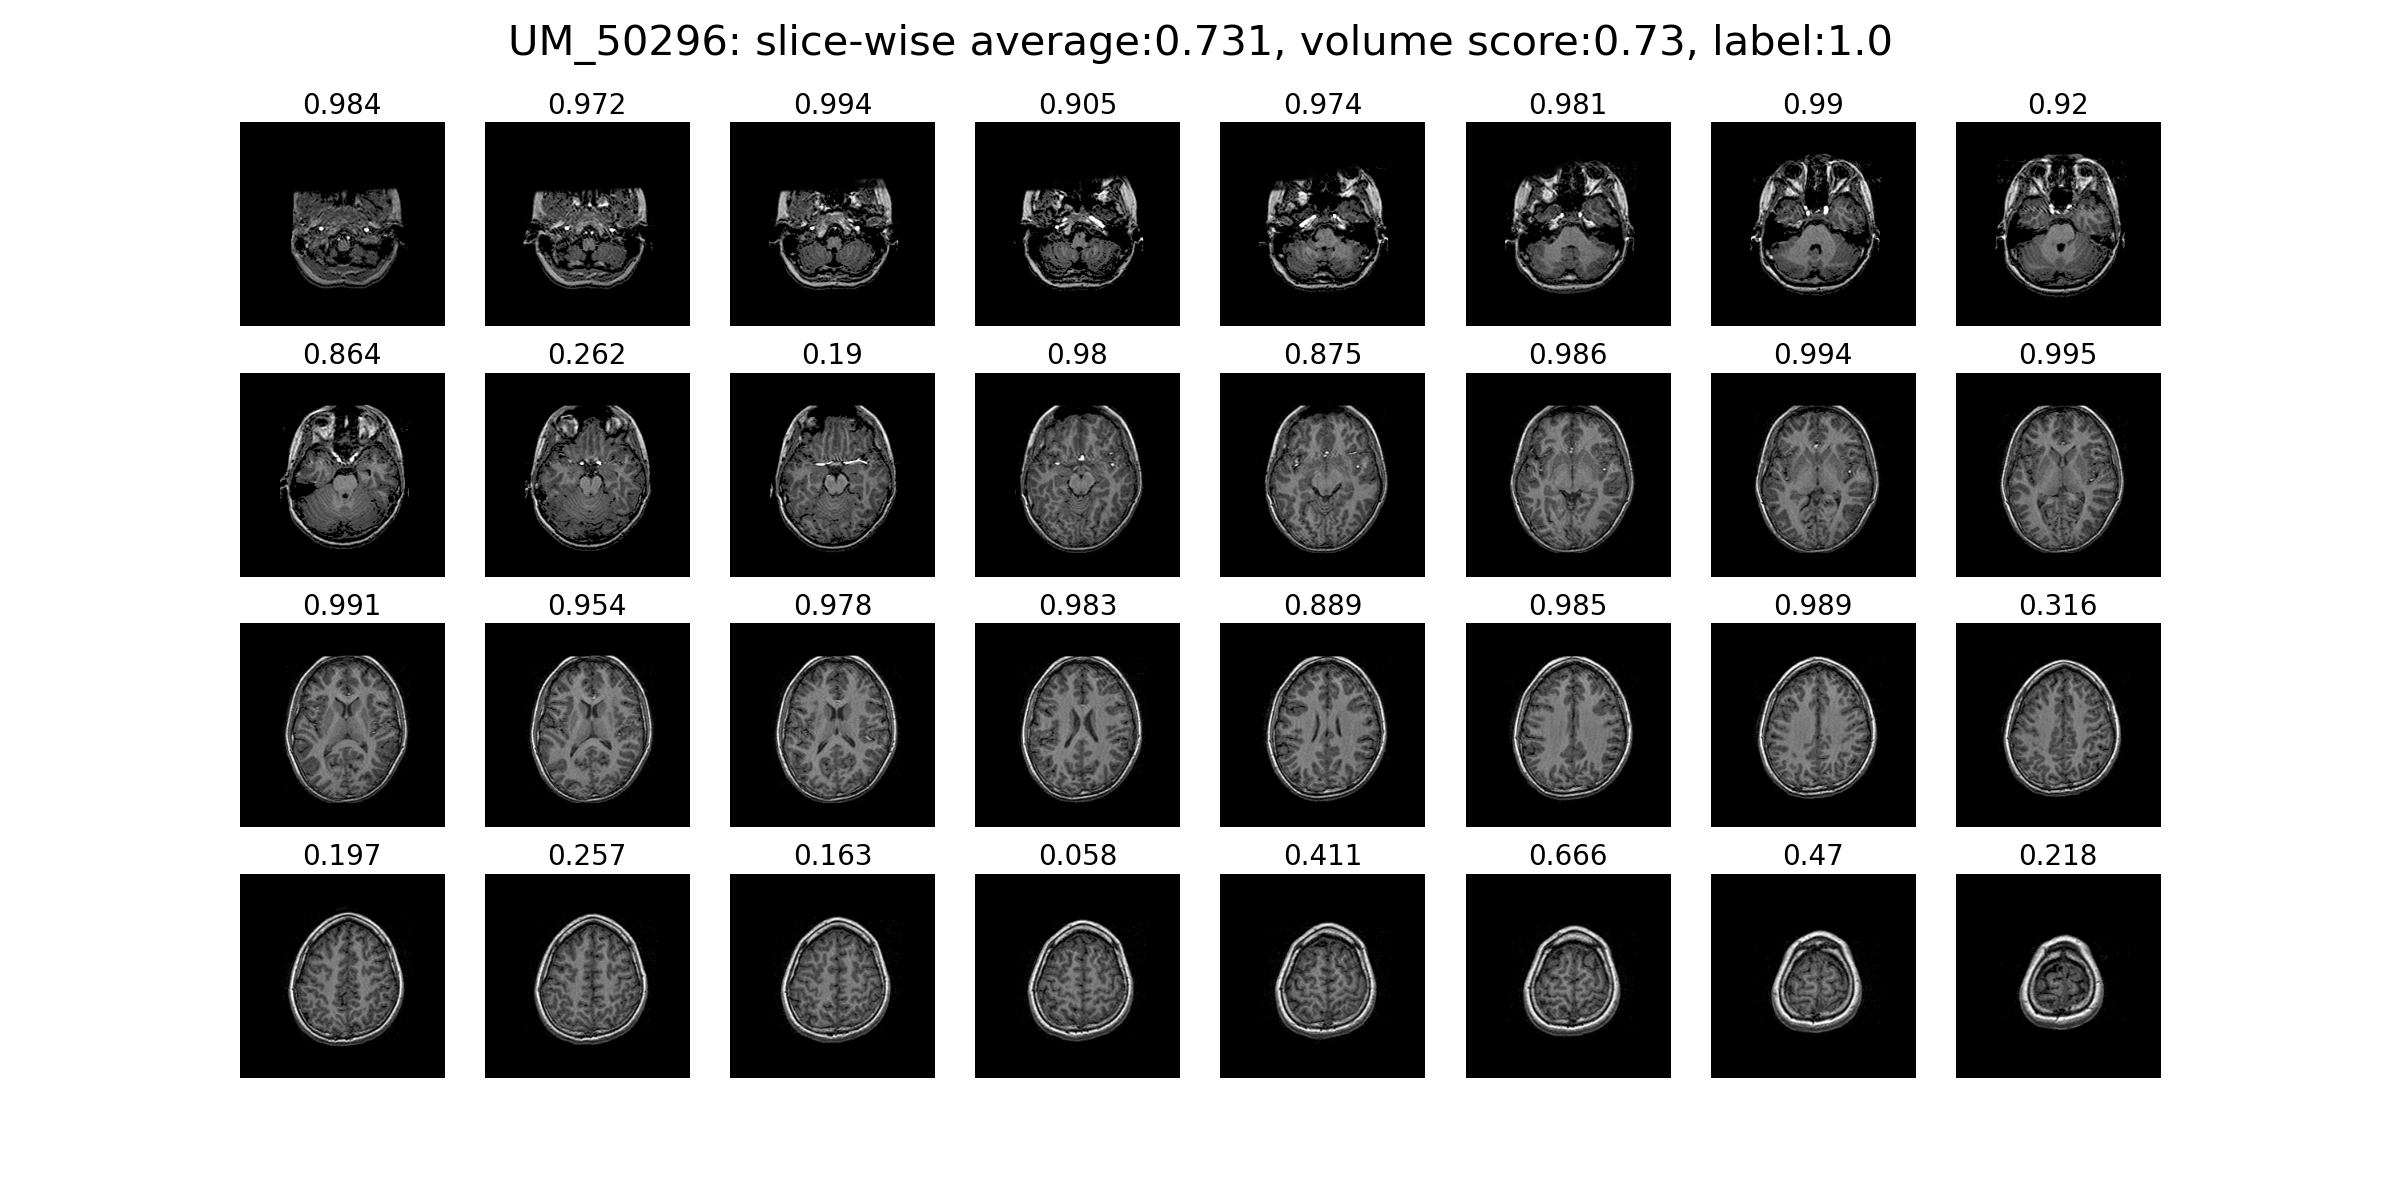 UM_50296: slice-wise average:0.731, volume score:0.73, label:1.0
0.984 0.972 0.994 0.905 0.974 0.981 0.99 0.92
0.864 0.262 0.19 0.98 0.875 0.986 0.994 0.995
0.991 0.954 0.978 0.983 0.889 0.985 0.989 0.316
0.197 0.257 0.163 0.058 0.411 0.666 0.47 0.218